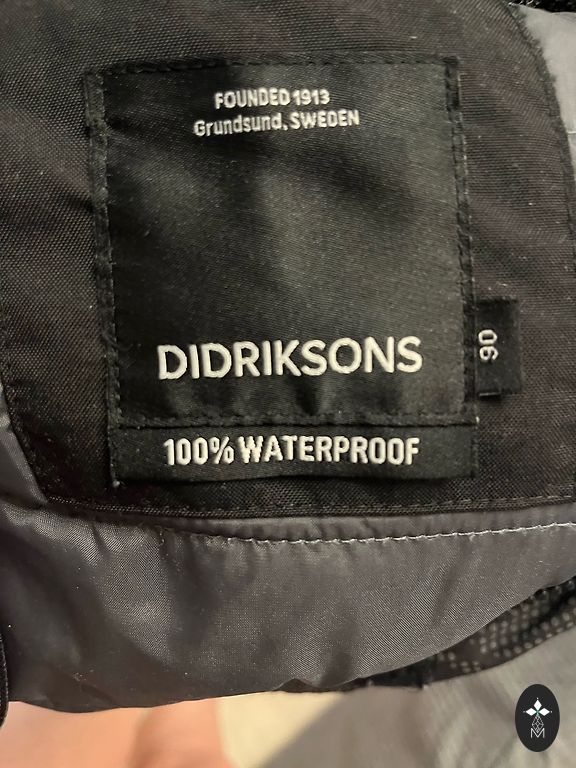 FOUNDED 1913
Grundsund, SWEDEN
DIDRIKSONS
90
100% WATERPROOF
M